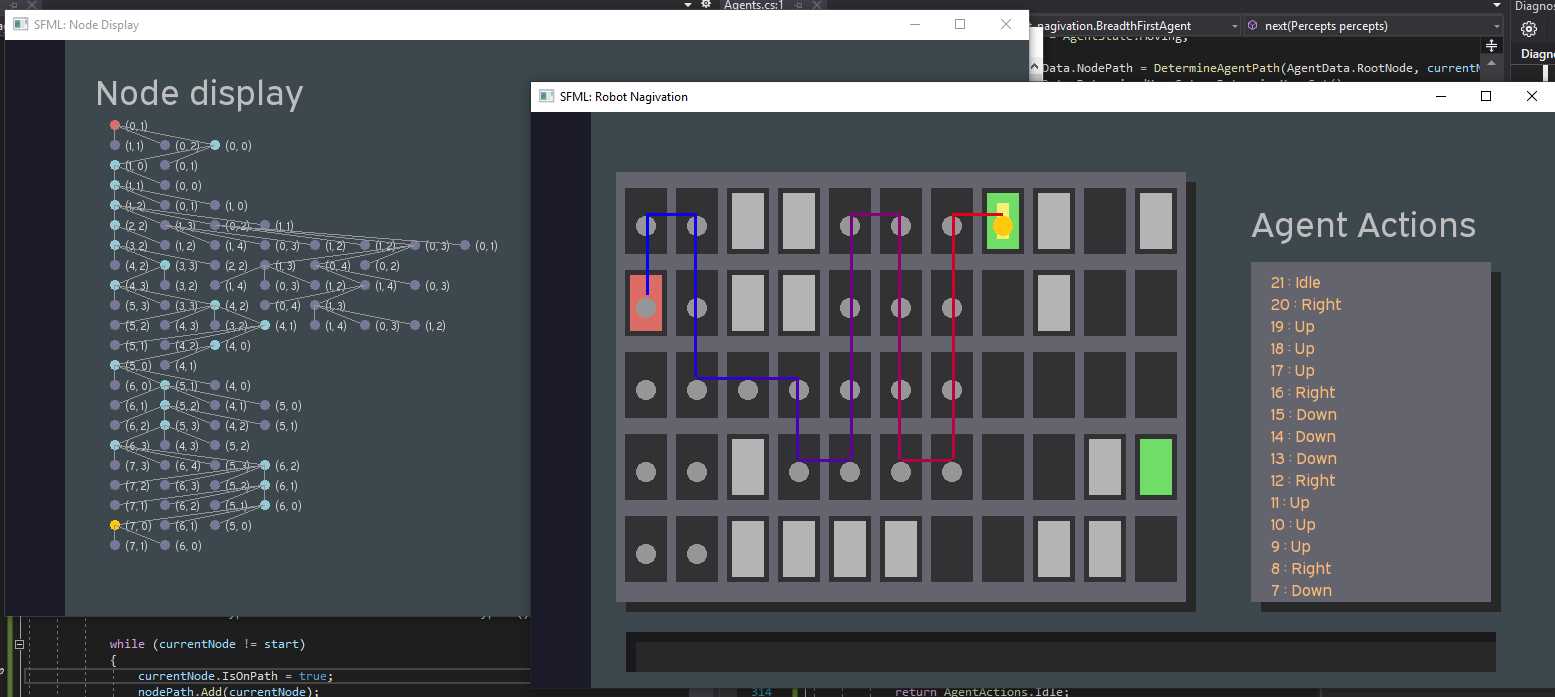 Agents.cs:1
Diagnos
SFML: Node Display
nagivation.BreadthFirstAgent
next(Percepts percepts)
= AgentState.Moving;
Diagno
Data.NodePath = DetermineAgentPath(AgentData.RootNode, currentN
Node display
(0, 1)
(1, 1) (0, 2) (0, 0)
(1, 0) (0, 1)
(1, 1) (0, 0)
(1, 2) (0, 1) (1, 0)
(2, 2) (1, 3) (0, 2) (1, 1)
(3, 2) (1, 2) (1, 4) (0, 3) (1, 2) (1, 2) (0, 3) (0, 1)
(4, 2) (3, 3) (2, 2) (1, 3) (0, 4) (0, 2)
(4, 3) (3, 2) (1, 4) (0, 3) (1, 2) (1, 4) (0, 3)
(5, 3) (3, 3) (4, 2) (0, 4) (1, 3)
(5, 2) (4, 3) (3, 2) (4, 1) (1, 4) (0, 3) (1, 2)
(5, 1) (4, 2) (4, 0)
(5, 0) (4, 1)
(6, 0) (5, 1) (4, 0)
(6, 1) (5, 2) (4, 1) (5, 0)
(6, 2) (5, 3) (4, 2) (5, 1)
(6, 3) (4, 3) (5, 2)
(7, 3) (6, 4) (5, 3) (6, 2)
(7, 2) (6, 3) (5, 2) (6, 1)
(7, 1) (6, 2) (5, 1) (6, 0)
(7, 0) (6, 1) (5, 0)
(7, 1) (6, 0)
SFML: Robot Nagivation
Agent Actions
21 : Idle
20 : Right
19 : Up
18 : Up
17 : Up
16 : Right
15 : Down
14 : Down
13 : Down
12 : Right
11 : Up
10 : Up
9 : Up
8 : Right
7 : Down
while (currentNode != start)
{
currentNode.IsOnPath = true;
nodePath.Add(currentNode);
314
return AgentActions.Idle;